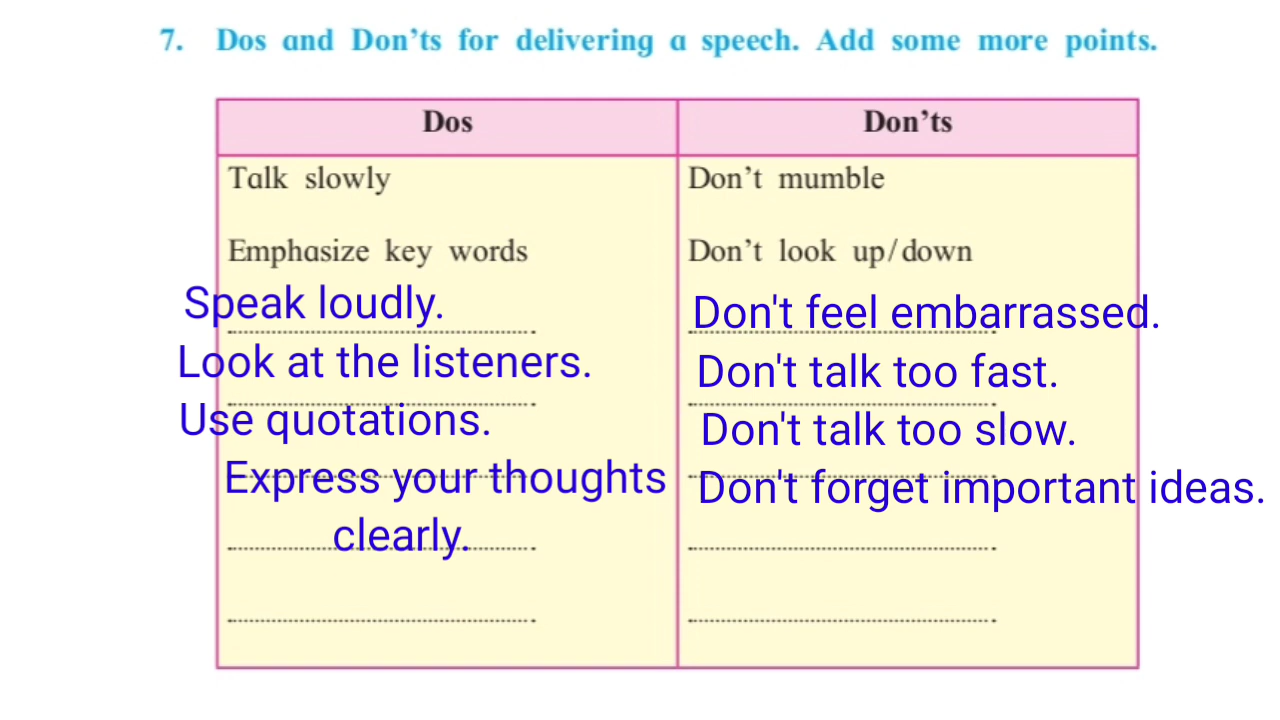 7. Dos and Don'ts for delivering a speech. Add some more points.
Dos
Don'ts
Talk slowly
Don't mumble
Emphasize key words
Don't look up/down
Speak loudly.
Don't feel embarrassed.
Look at the listeners.
Don't talk too fast.
Use quotations.
Don't talk too slow.
Express your thoughts
clearly.
Don't forget important ideas.